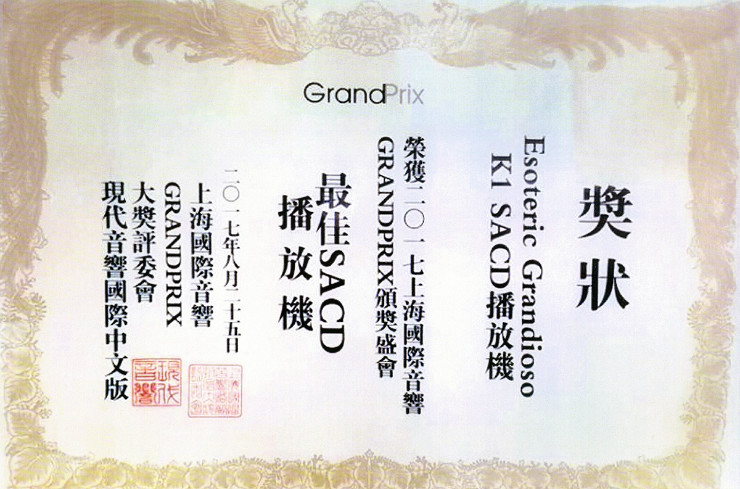 GrandPrix
獎狀
Esoteric Grandioso
K1 SACD播放機
榮獲二〇一七上海國際音響
GRANDPRIX頒獎盛會
最佳SACD
播放機
二〇一七年八月二十五日
上海國際音響
GRANDPRIX
大獎評委會
現代音響國際中文版
現代
音響